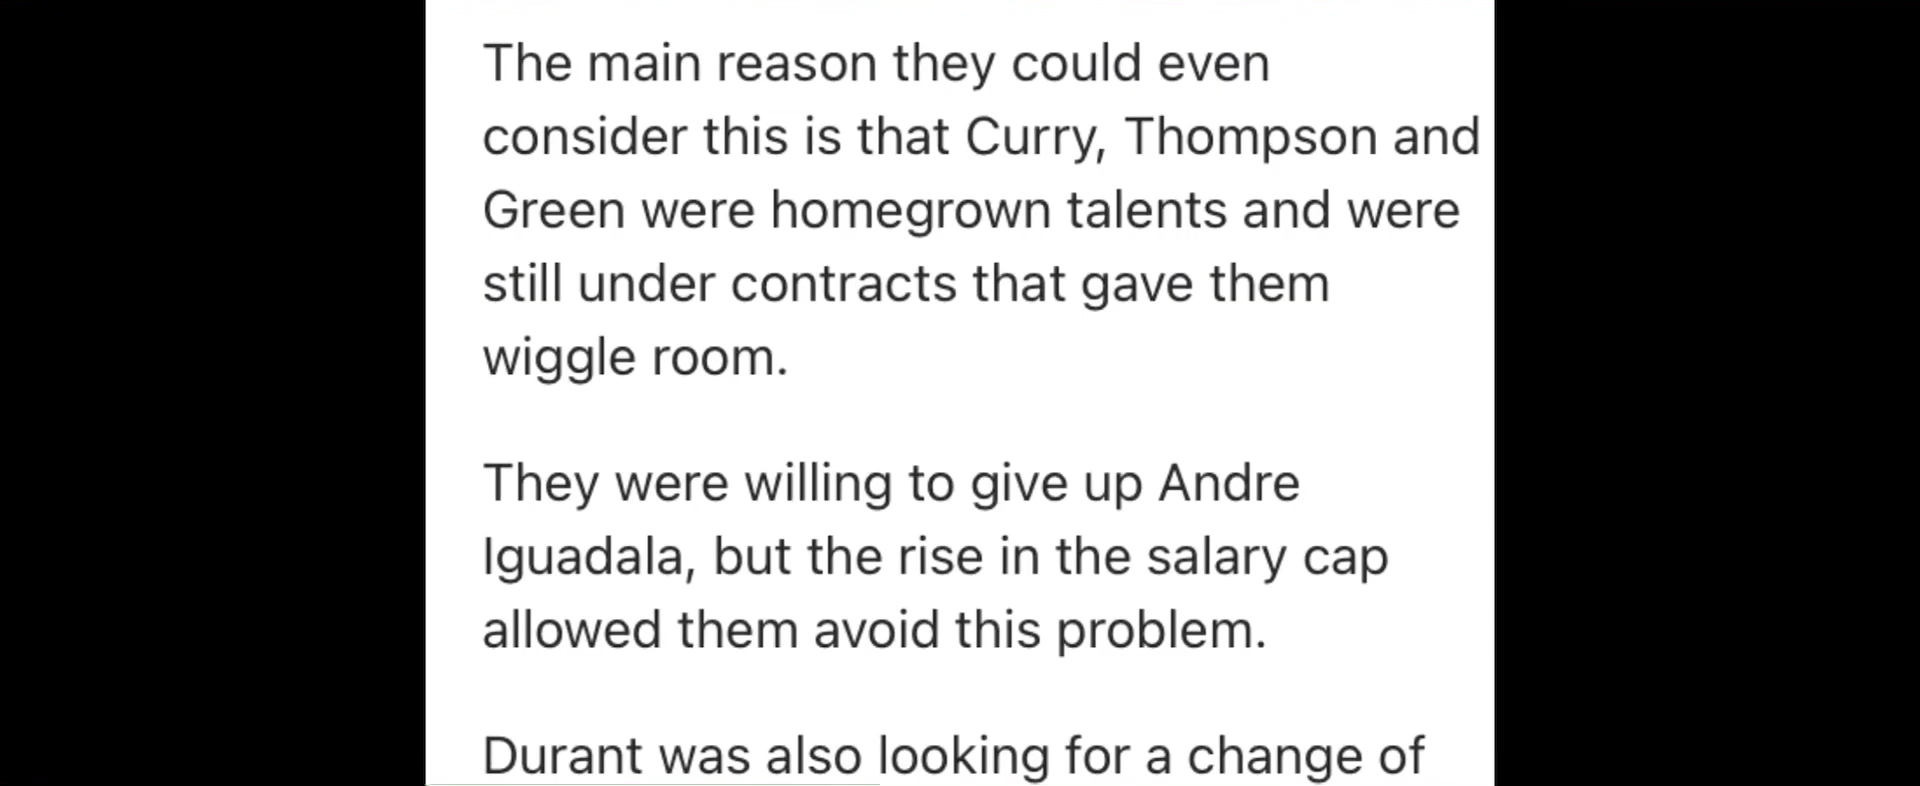 The main reason they could even
consider this is that Curry, Thompson and
Green were homegrown talents and were
still under contracts that gave them
wiggle room.
They were willing to give up Andre
Iguadala, but the rise in the salary cap
allowed them avoid this problem.
Durant was also looking for a change of